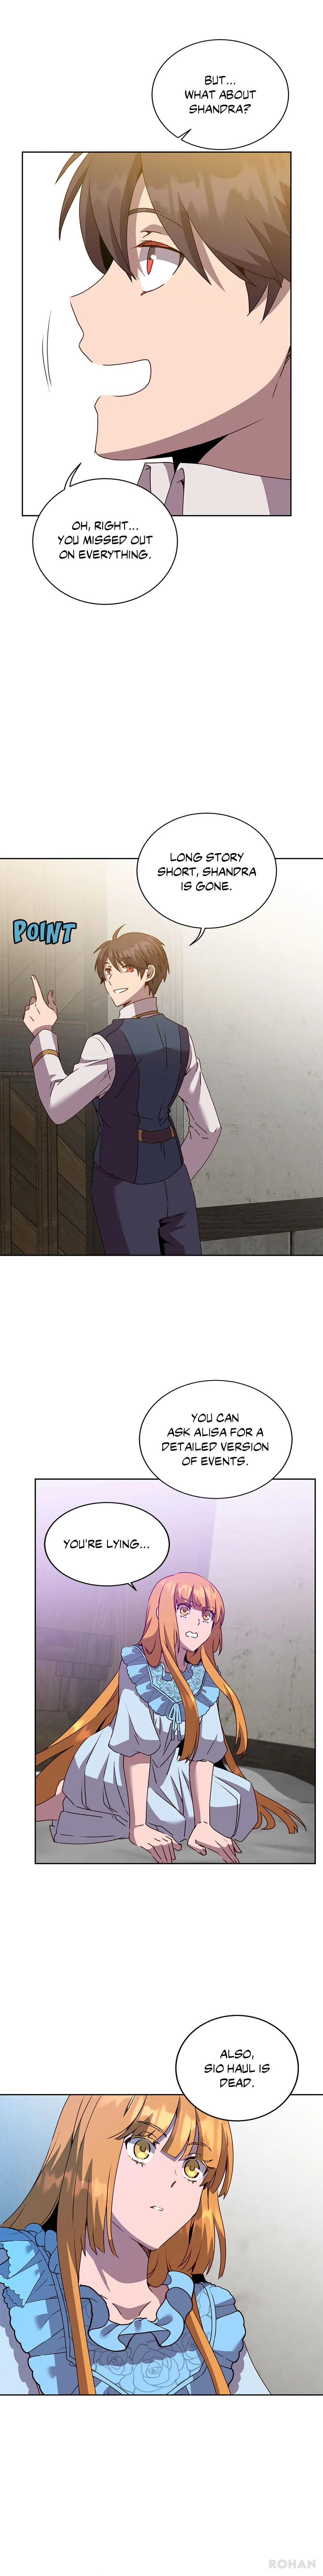 BUT...
WHAT ABOUT
SHANDRA?
OH, RIGHT...
YOU MISSED OUT
ON EVERYTHING.
LONG STORY
SHORT, SHANDRA
IS GONE.
POINT
YOU CAN
ASK ALISA FOR A
DETAILED VERSION
OF EVENTS.
YOU'RE LYING...
ALSO,
SIO HAUL IS
DEAD.
ROHAN